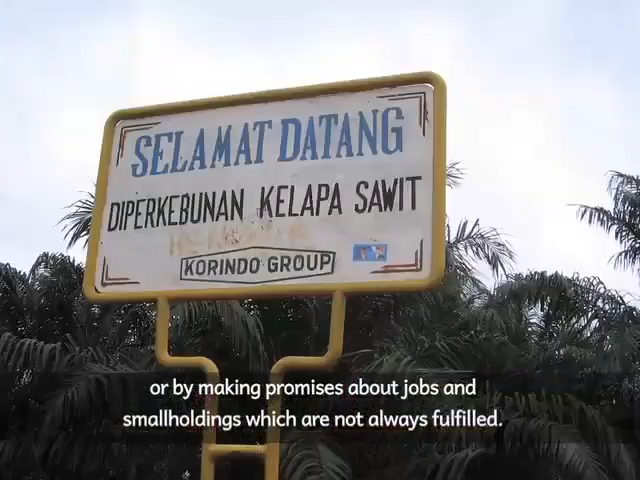 SELAMAT DATANG
DIPERKEBUNAN KELAPA SAWIT
KORINDO GROUP
or by making promises about jobs and
smallholdings which are not always fulfilled.